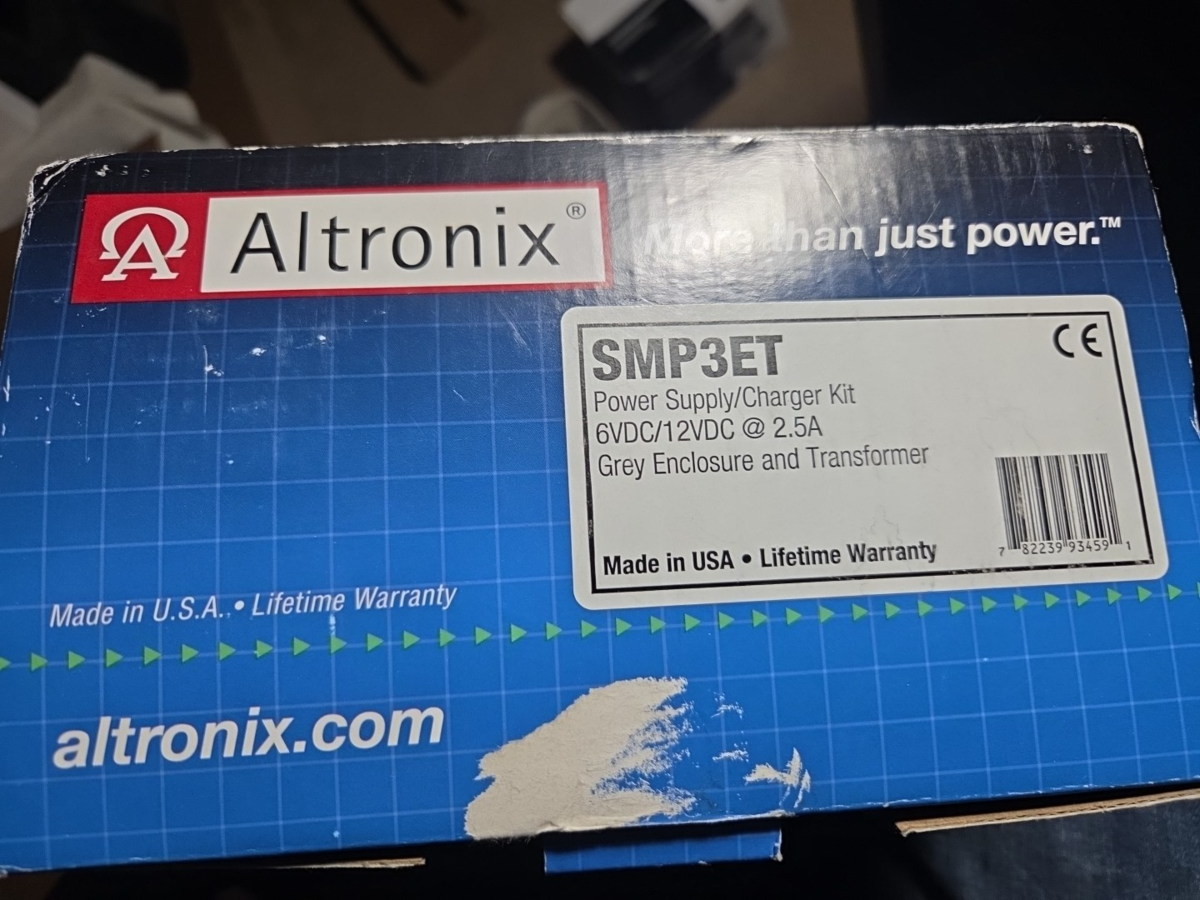 Altronix®
More than just power.™
SMP3ET
CE
Power Supply/Charger Kit
6VDC/12VDC @ 2.5A
Grey Enclosure and Transformer
Made in USA • Lifetime Warranty
7 82239 93459 1
Made in U.S.A. • Lifetime Warranty
altronix.com